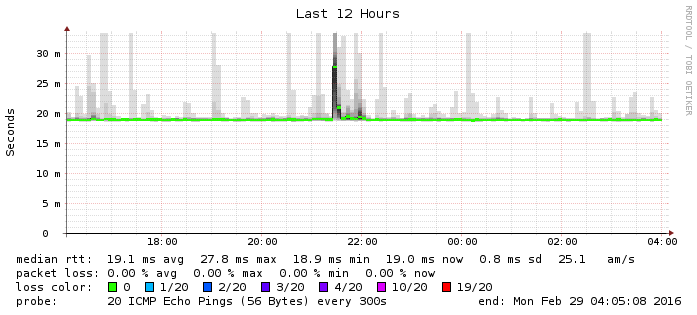 Last 12 Hours
RRDTOOL / TOBI OETIKER
Seconds
30 m
25 m
20 m
15 m
10 m
5 m
0
18:00 20:00 22:00 00:00 02:00 04:00
median rtt: 19.1 ms avg 27.8 ms max 18.9 ms min 19.0 ms now 0.8 ms sd 25.1 am/s
packet loss: 0.00 % avg 0.00 % max 0.00 % min 0.00 % now
loss color: 0 1/20 2/20 3/20 4/20 10/20 19/20
probe: 20 ICMP Echo Pings (56 Bytes) every 300s end: Mon Feb 29 04:05:08 2016